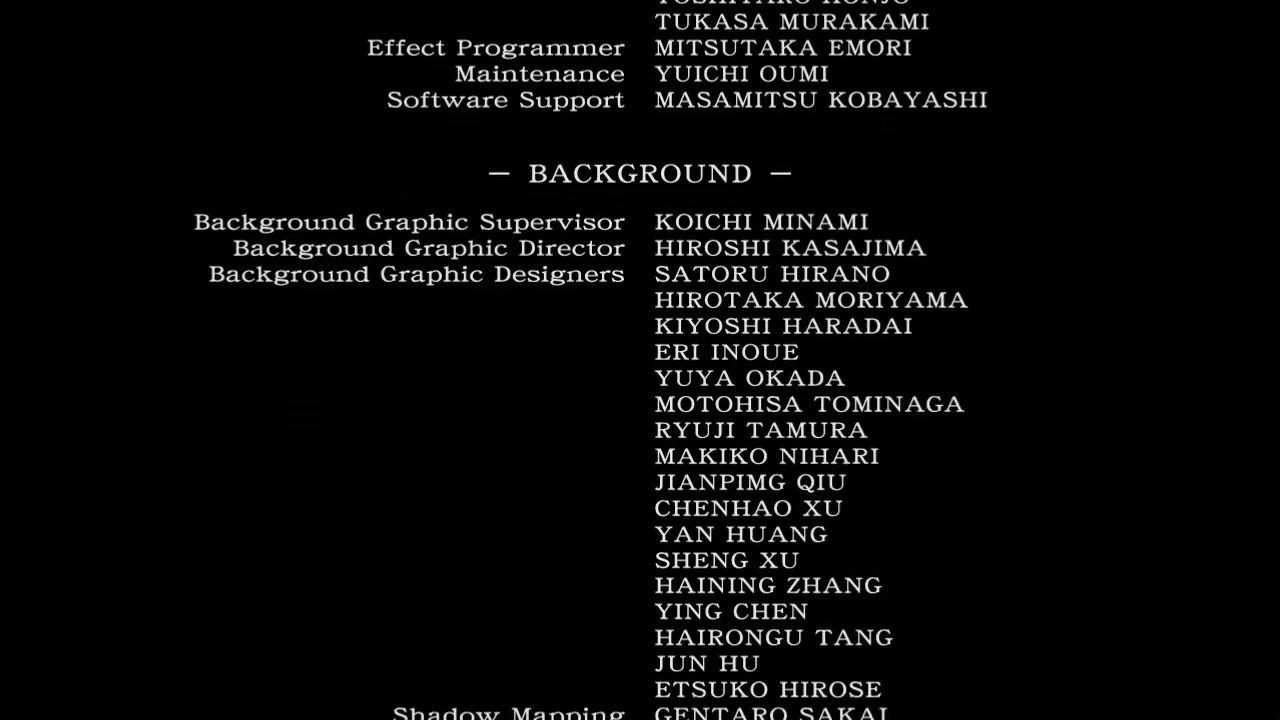 YOSHITARO HONJO
TUKASA MURAKAMI
Effect Programmer MITSUTAKA EMORI
Maintenance YUICHI OUMI
Software Support MASAMITSU KOBAYASHI
— BACKGROUND —
Background Graphic Supervisor KOICHI MINAMI
Background Graphic Director HIROSHI KASAJIMA
Background Graphic Designers SATORU HIRANO
HIROTAKA MORIYAMA
KIYOSHI HARADAI
ERI INOUE
YUYA OKADA
MOTOHISA TOMINAGA
RYUJI TAMURA
MAKIKO NIHARI
JIANPIMG QIU
CHENHAO XU
YAN HUANG
SHENG XU
HAINING ZHANG
YING CHEN
HAIRONGU TANG
JUN HU
ETSUKO HIROSE
Shadow Mapping GENTARO SAKAI